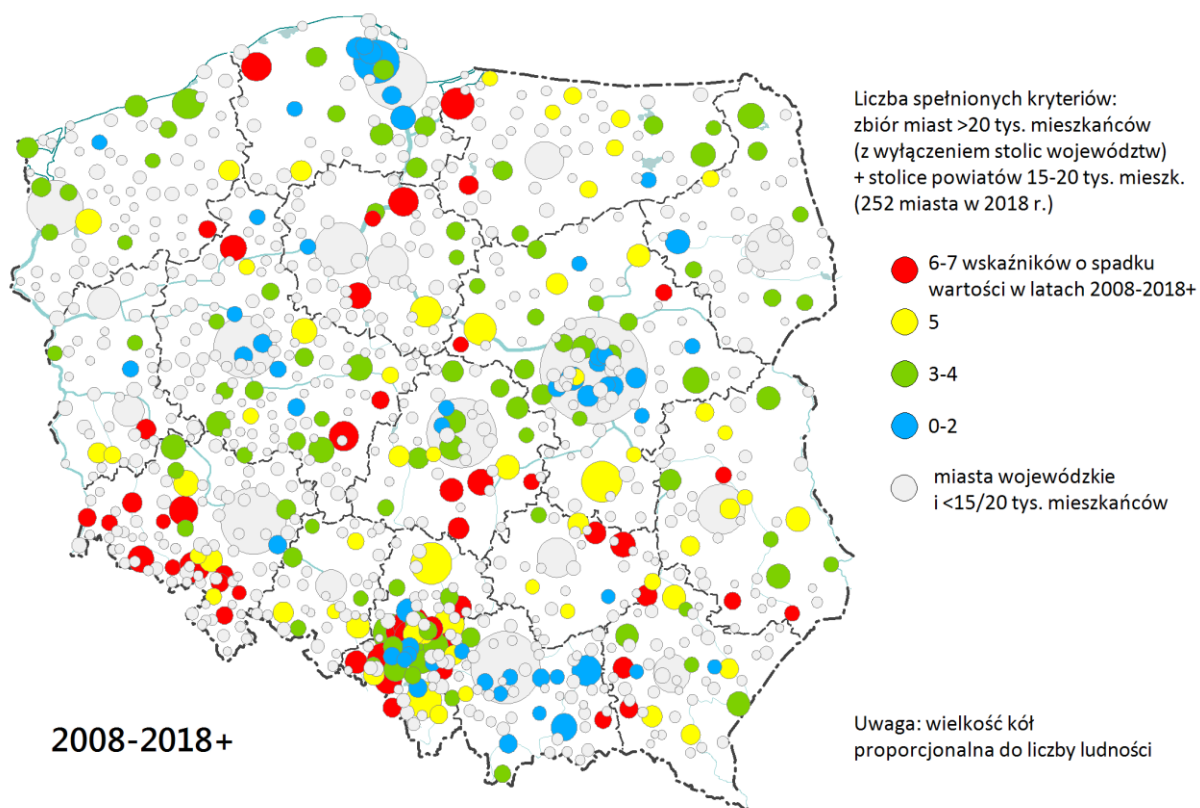 Liczba spełnionych kryteriów:
zbiór miast >20 tys. mieszkańców
(z wyłączeniem stolic województw)
+ stolice powiatów 15-20 tys. mieszk.
(252 miasta w 2018 r.)
6-7 wskaźników o spadku
wartości w latach 2008-2018+
5
3-4
0-2
miasta wojewódzkie
i <15/20 tys. mieszkańców
2008-2018+
Uwaga: wielkość kół
proporcjonalna do liczby ludności